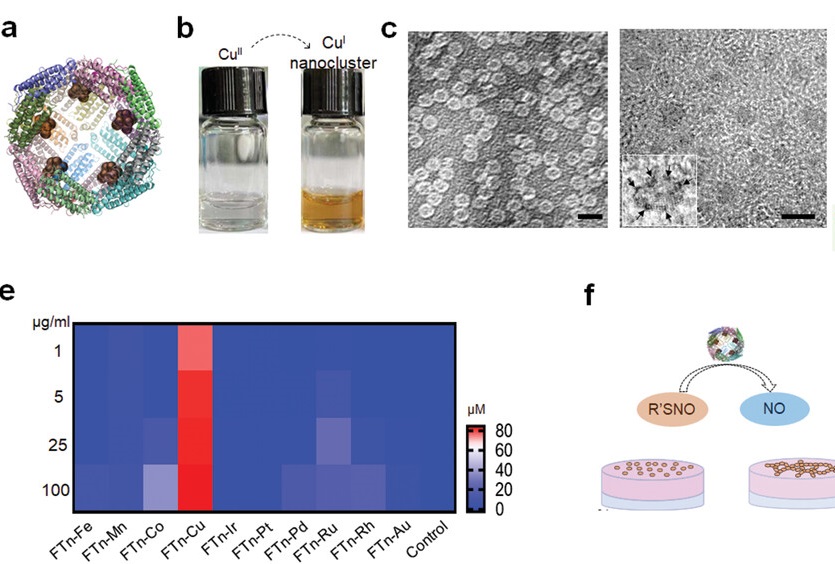 a
b
c
Cu^II
Cu^I
nanocluster
e
µg/ml
1
5
25
100
FTn-Fe
FTn-Mn
FTn-Co
FTn-Cu
FTn-Ir
FTn-Pt
FTn-Pd
FTn-Ru
FTn-Rh
FTn-Au
Control
µM
80
60
40
20
0
f
R'SNO
NO